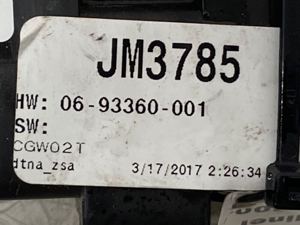 JM3785
HW: 06-93360-001
SW:
CGW02T
dtna_zsa 3/17/2017 2:26:34